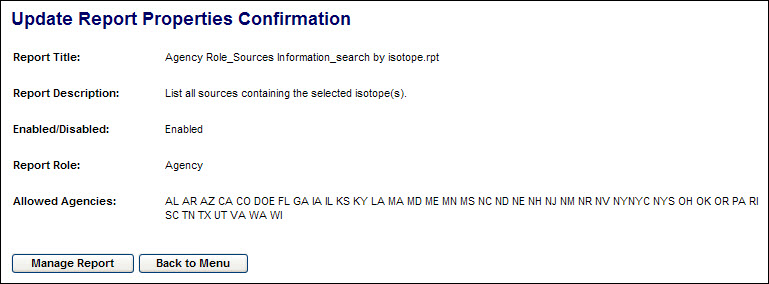 Update Report Properties Confirmation
Report Title: Agency Role_Sources Information_search by isotope.rpt
Report Description: List all sources containing the selected isotope(s).
Enabled/Disabled: Enabled
Report Role: Agency
Allowed Agencies: AL AR AZ CA CO DOE FL GA IA IL KS KY LA MA MD ME MN MS NC ND NE NH NJ NM NR NV NYNYC NYS OH OK OR PA RI
SC TN TX UT VA WA WI
Manage Report Back to Menu